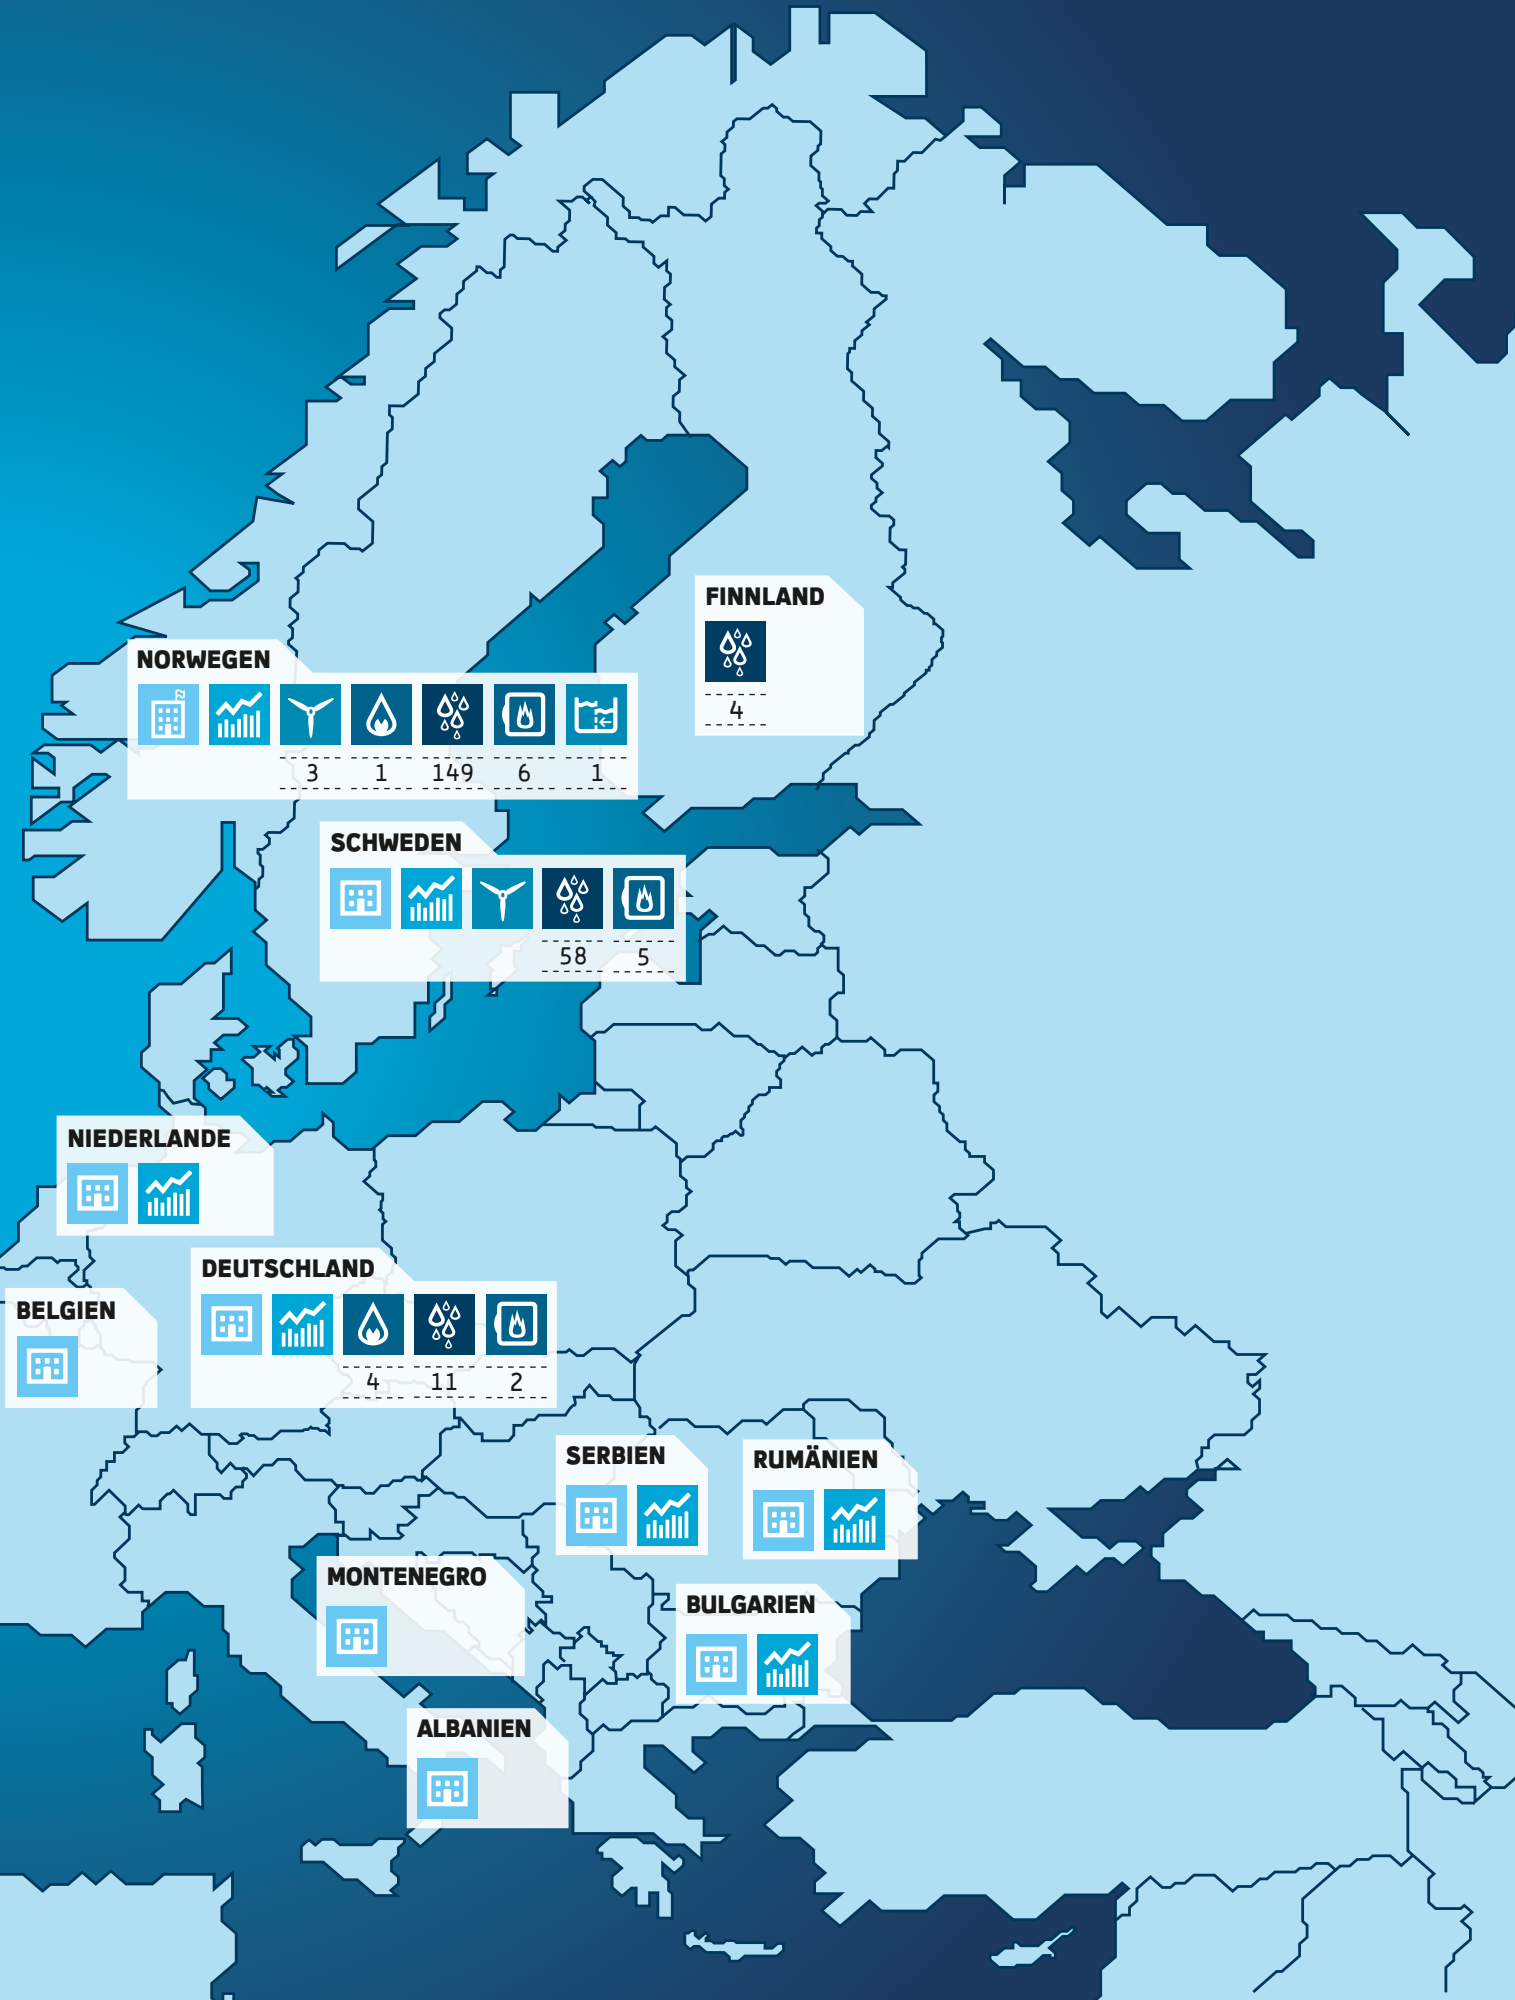 FINNLAND
4
NORWEGEN
3 1 149 6 1
SCHWEDEN
58 5
NIEDERLANDE
DEUTSCHLAND
4 11 2
BELGIEN
SERBIEN
RUMÄNIEN
MONTENEGRO
BULGARIEN
ALBANIEN